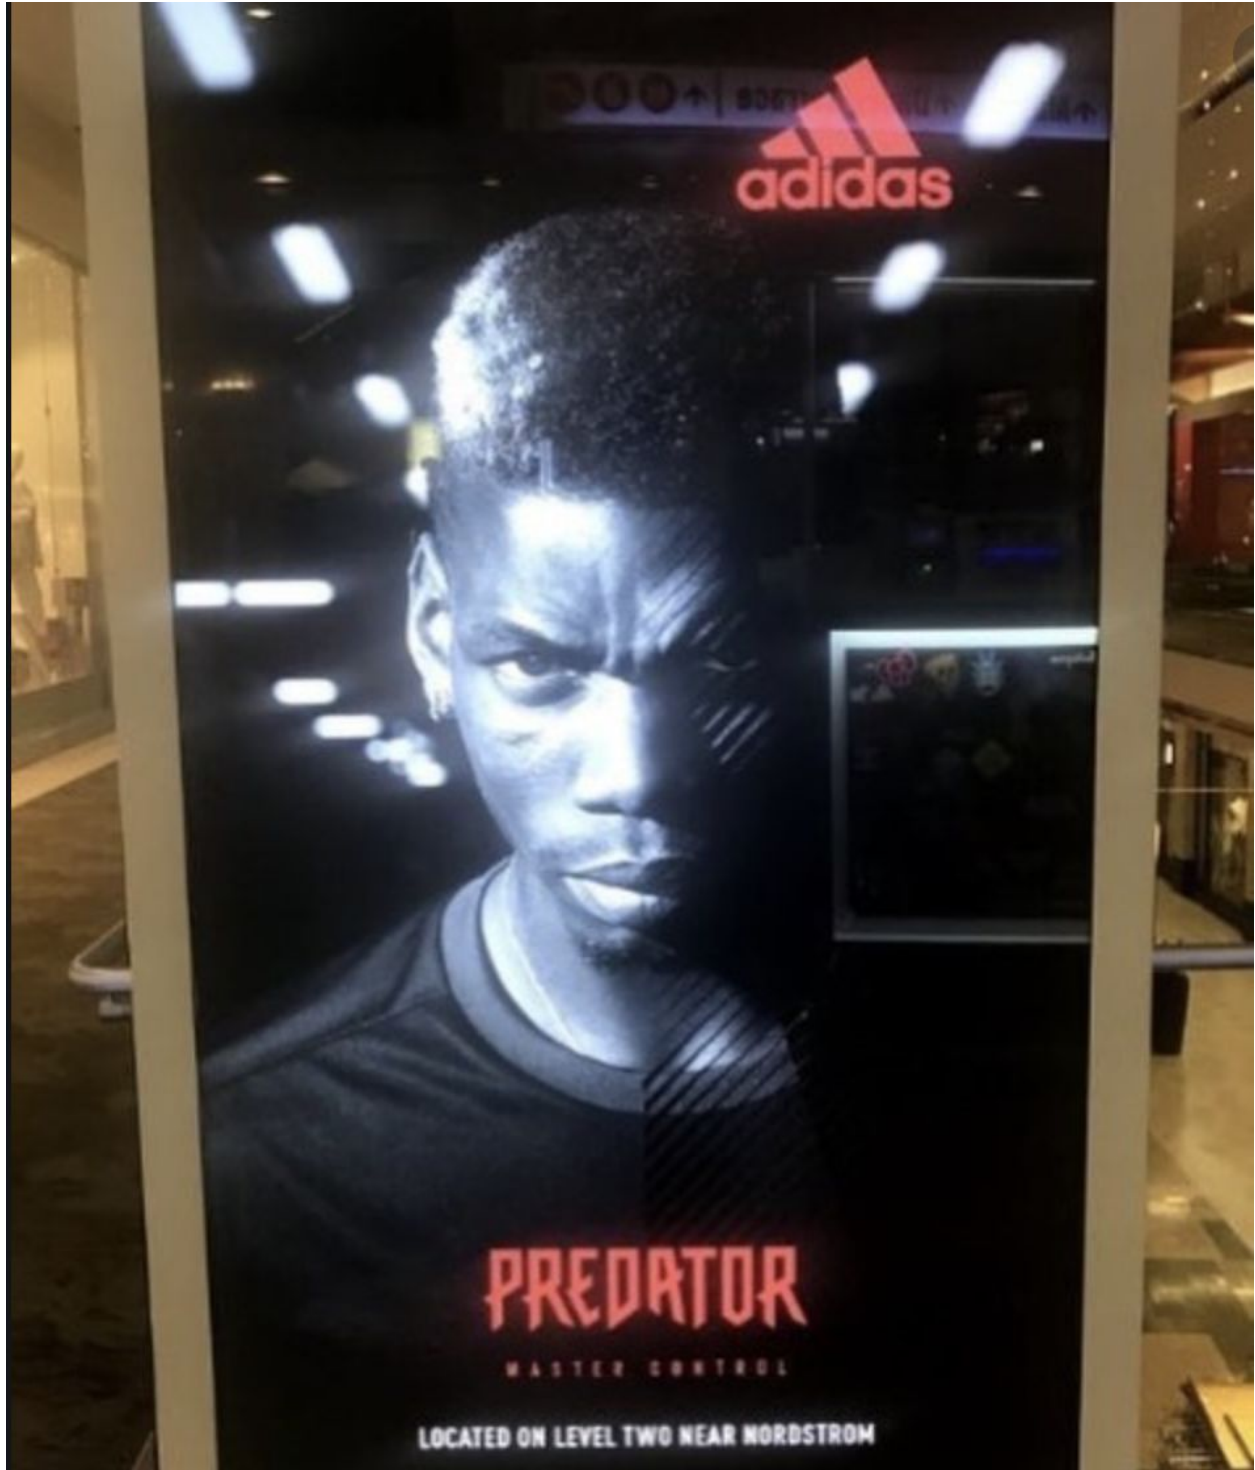 adidas
PREDATOR
MASTER CONTROL
LOCATED ON LEVEL TWO NEAR NORDSTROM